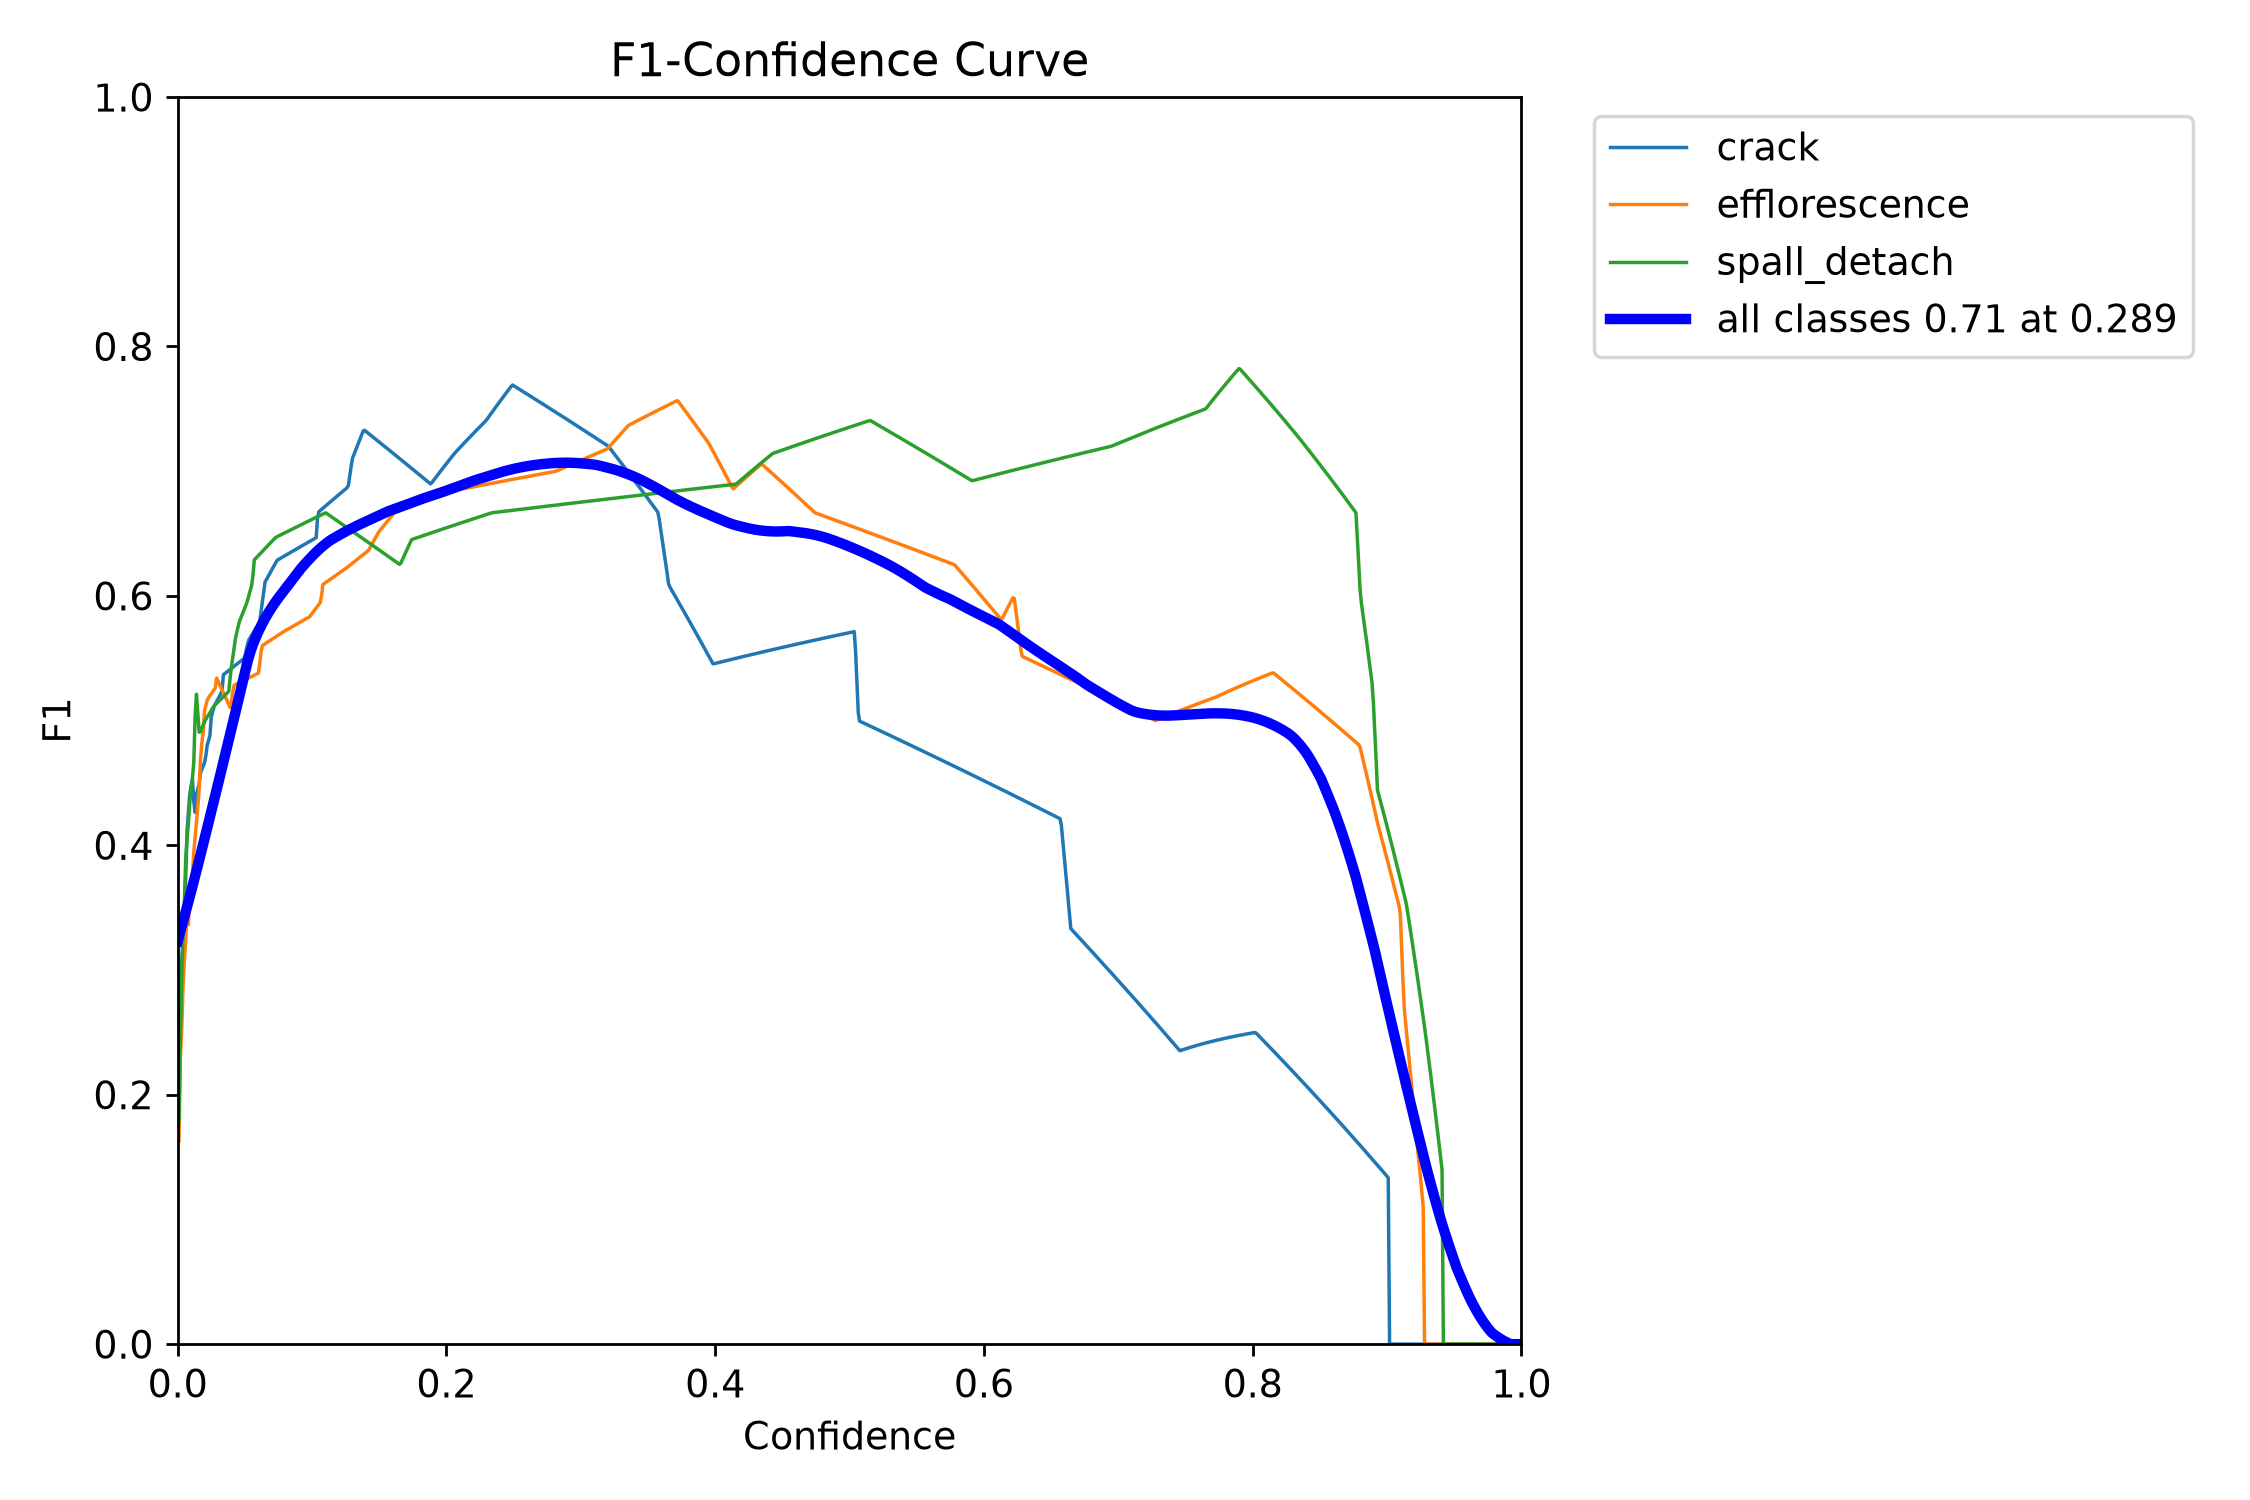 F1-Confidence Curve
1.0
0.8
0.6
0.4
0.2
0.0
F1
0.0 0.2 0.4 0.6 0.8 1.0
Confidence
crack
efflorescence
spall_detach
all classes 0.71 at 0.289